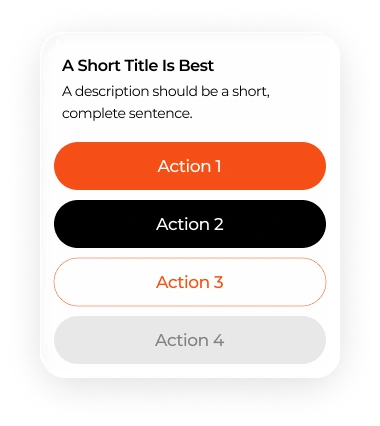 A Short Title Is Best
A description should be a short,
complete sentence.
Action 1
Action 2
Action 3
Action 4